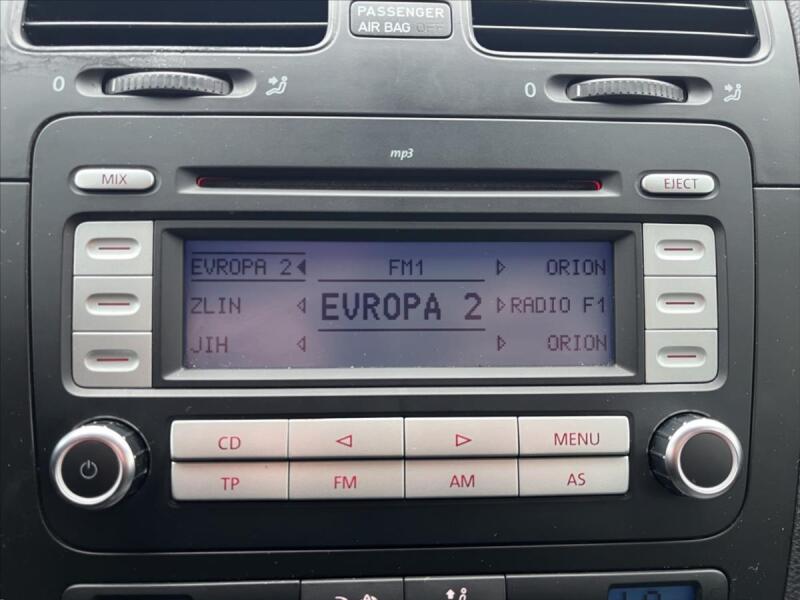 PASSENGER
AIR BAG OFF
0
0
mp3
MIX
EJECT
EVROPA 2 FM1 ORION
ZLIN EVROPA 2 RADIO F1
JIH ORION
CD MENU
TP FM AM AS